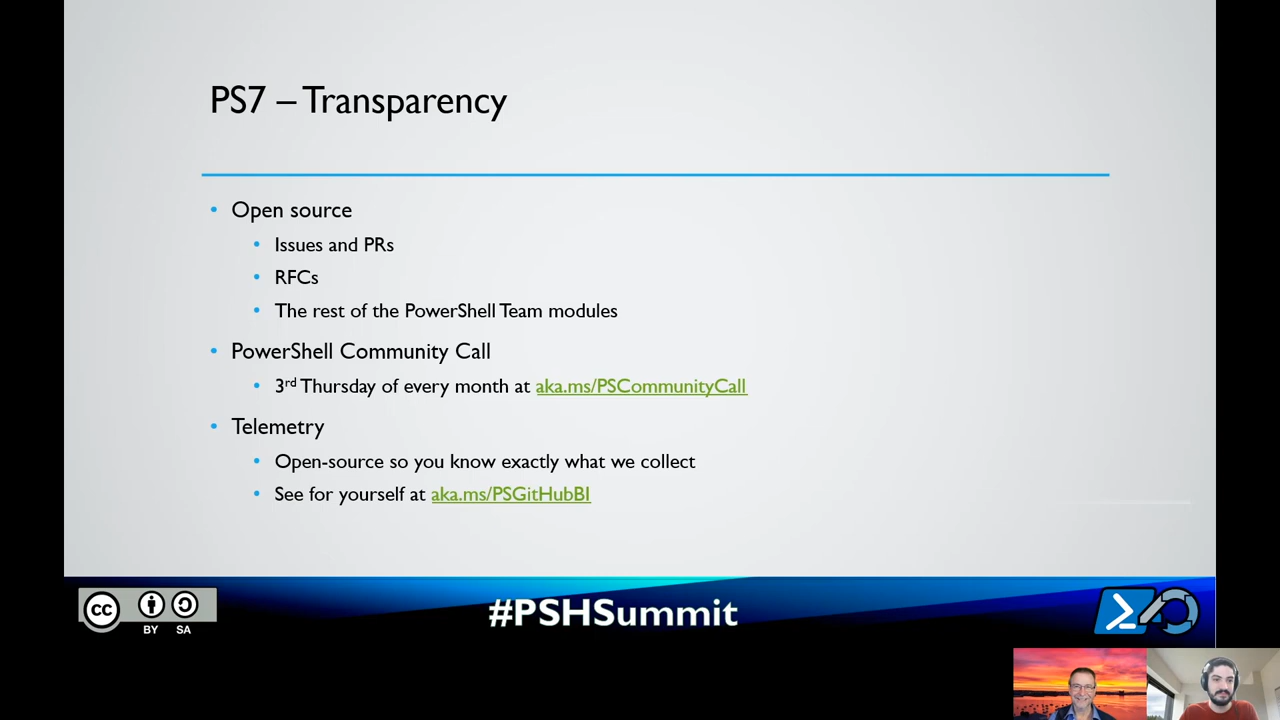 PS7 – Transparency
• Open source
• Issues and PRs
• RFCs
• The rest of the PowerShell Team modules
• PowerShell Community Call
• 3rd Thursday of every month at aka.ms/PSCommunityCall
• Telemetry
• Open-source so you know exactly what we collect
• See for yourself at aka.ms/PSGitHubBI
cc
BY SA
#PSHSummit